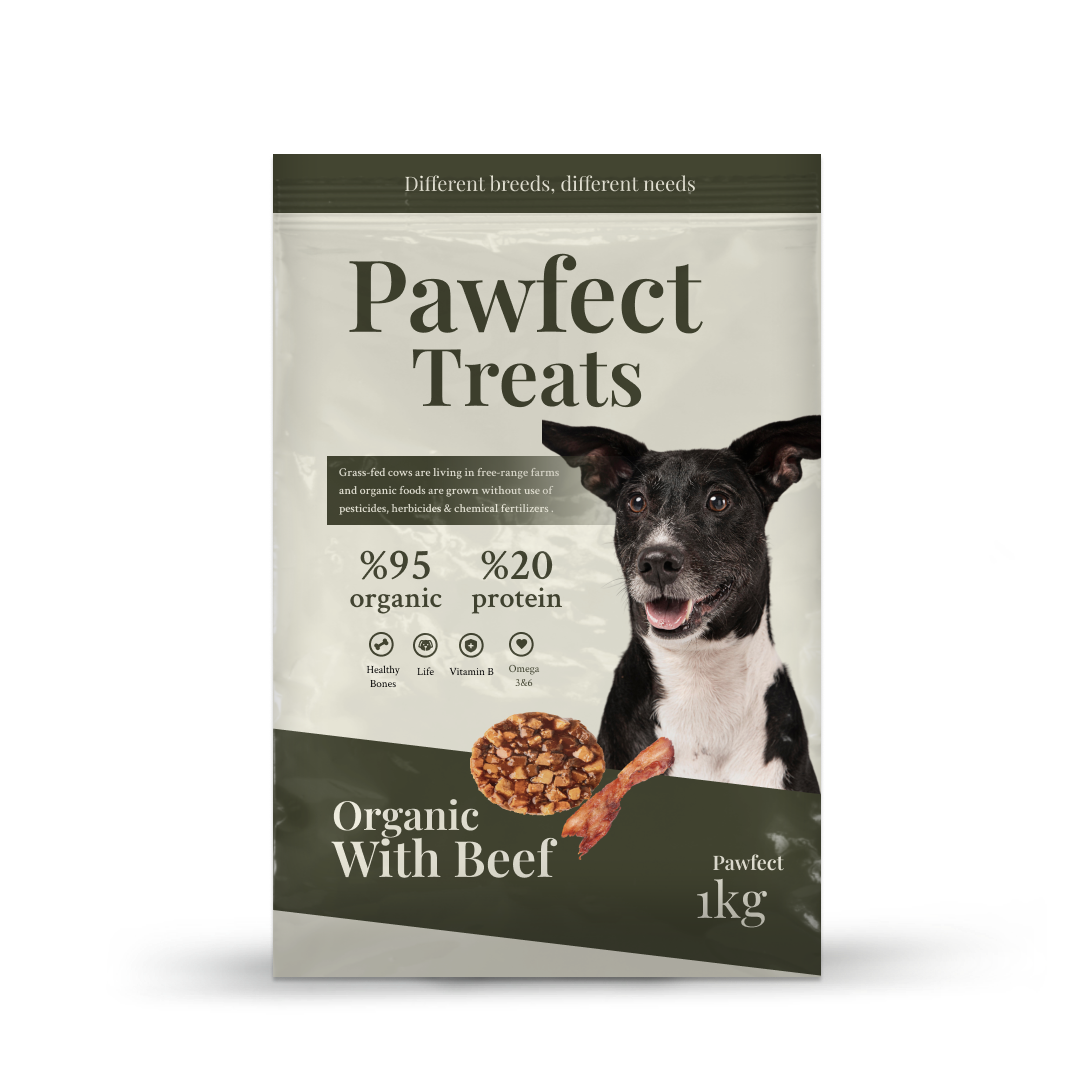 Different breeds, different needs
Pawfect
Treats
Grass-fed cows are living in free-range farms
and organic foods are grown without use of
pesticides, herbicides & chemical fertilizers .
%95 %20
organic protein
Healthy Life Vitamin B Omega
Bones 3&6
Organic
With Beef
Pawfect
1kg